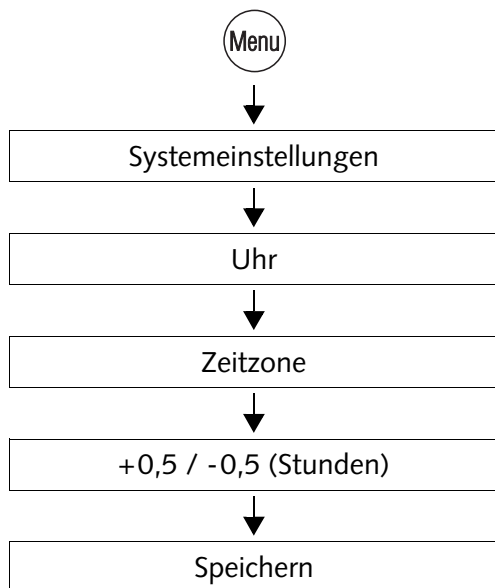 Menu
Systemeinstellungen
Uhr
Zeitzone
+0,5 / -0,5 (Stunden)
Speichern